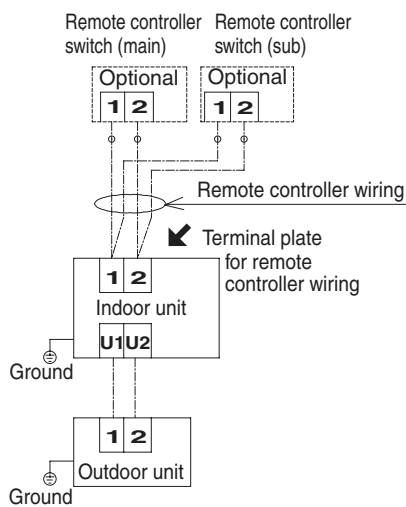 Remote controller
switch (main)
Remote controller
switch (sub)
Optional
Optional
1 2
1 2
Remote controller wiring
Terminal plate
for remote
controller wiring
1 2
Indoor unit
U1 U2
Ground
1 2
Outdoor unit
Ground